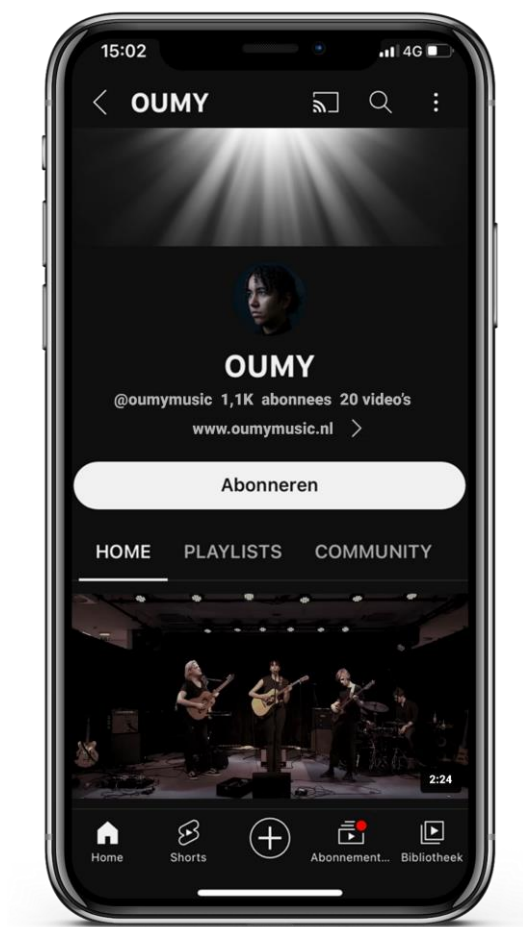 15:02 4G
OUMY
OUMY
@oumymusic 1,1K abonnees 20 video's
www.oumymusic.nl
Abonneren
HOME PLAYLISTS COMMUNITY
2:24
Home Shorts Abonnement... Bibliotheek